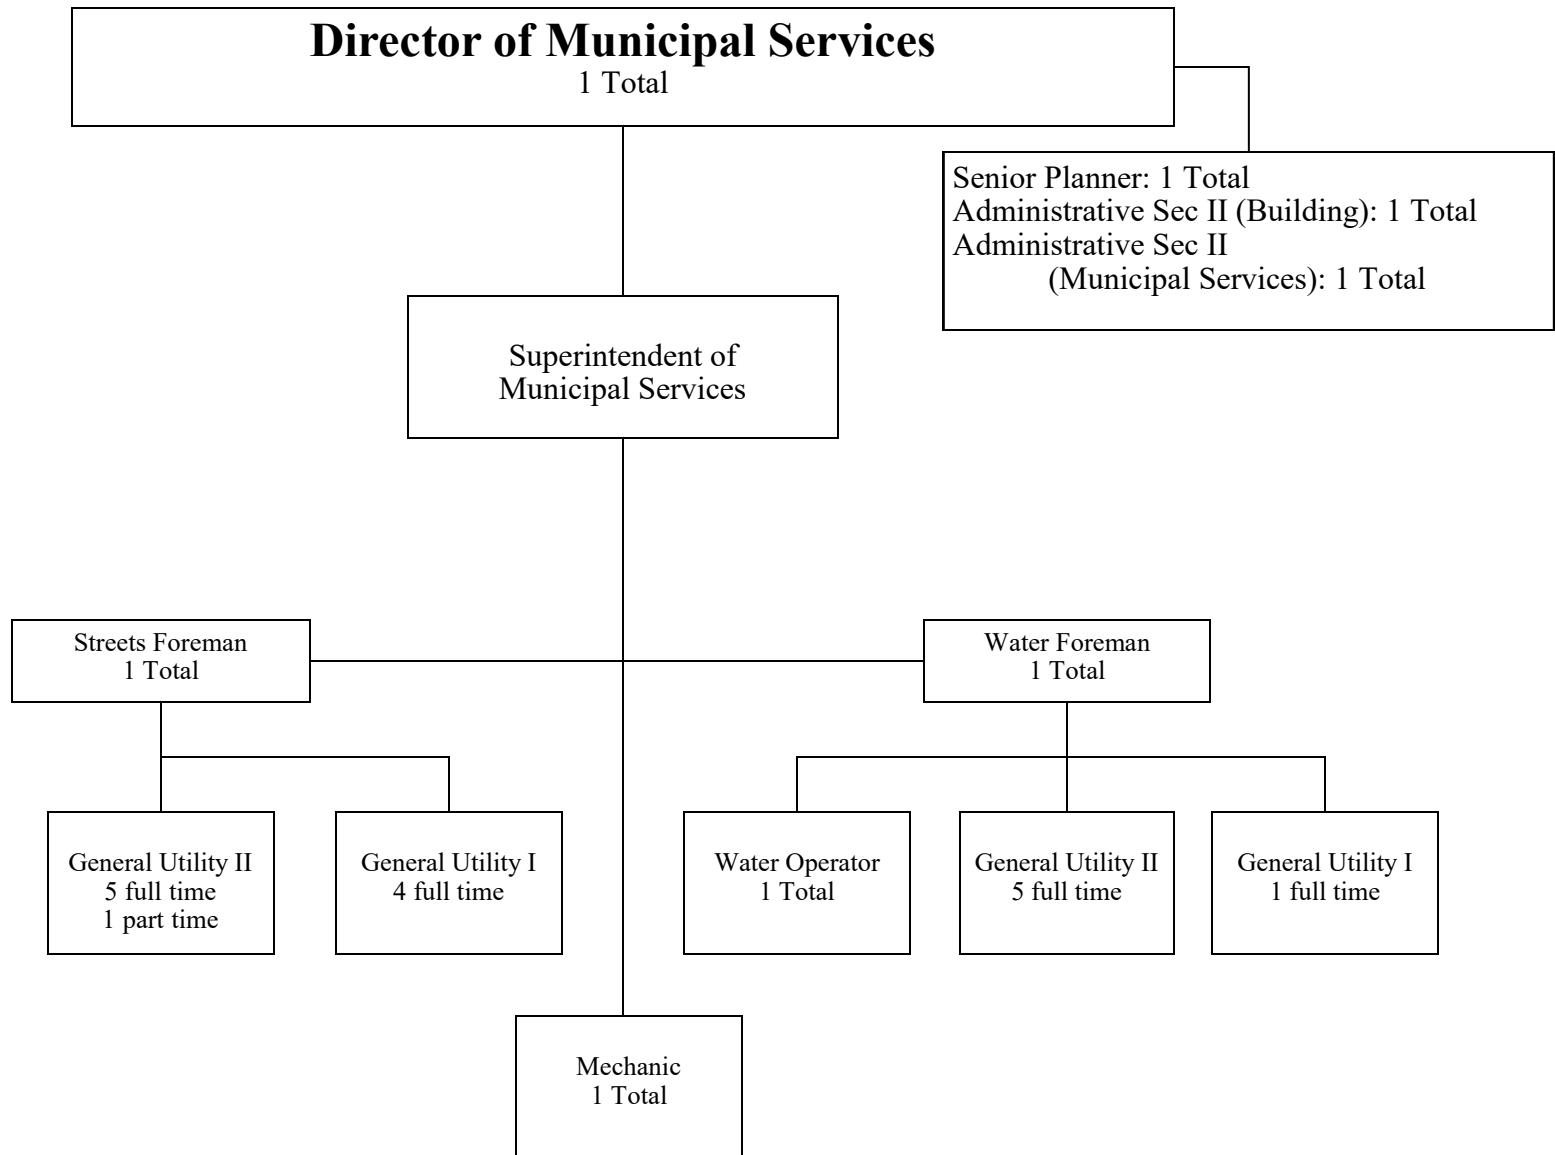 Director of Municipal Services
1 Total
Senior Planner: 1 Total
Administrative Sec II (Building): 1 Total
Administrative Sec II
(Municipal Services): 1 Total
Superintendent of
Municipal Services
Streets Foreman
1 Total
Water Foreman
1 Total
General Utility II
5 full time
1 part time
General Utility I
4 full time
Water Operator
1 Total
General Utility II
5 full time
General Utility I
1 full time
Mechanic
1 Total